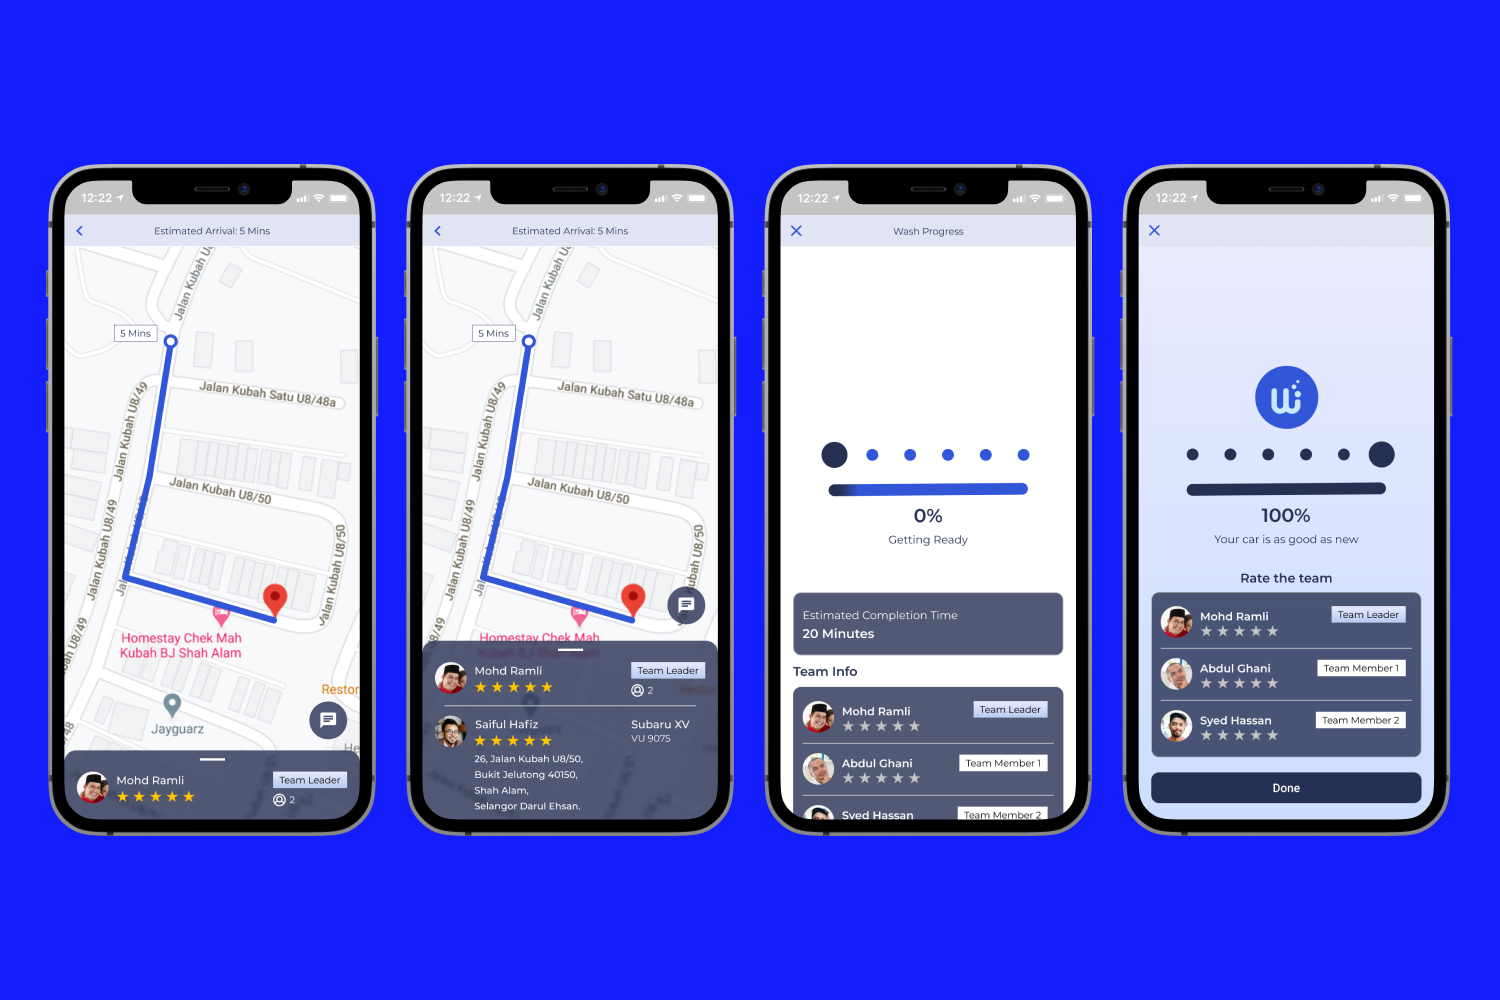 12:22
Estimated Arrival: 5 Mins
Jalan Kubah U
5 Mins
Jalan Kubah U8/49
Jalan Kubah Satu U8/48a
Jalan Kubah U8/50
Jalan Kubah U8/49
Jalan Kubah U8/50
Homestay Chek Mah
Kubah BJ Shah Alam
Restor
Jayguarz
He
Mohd Ramli
Team Leader
2
12:22
Estimated Arrival: 5 Mins
Jalan Kubah U
5 Mins
Jalan Kubah U8/49
Jalan Kubah Satu U8/48a
Jalan Kubah U8/50
Jalan Kubah U8/49
Kubah U8/50
Homestay Chek Mah
Kubah BJ Shah Alam
Mohd Ramli
Team Leader
2
Saiful Hafiz
Subaru XV
VU 9075
26, Jalan Kubah U8/50,
Bukit Jelutong 40150,
Shah Alam,
Selangor Darul Ehsan.
12:22
Wash Progress
0%
Getting Ready
Estimated Completion Time
20 Minutes
Team Info
Mohd Ramli
Team Leader
Abdul Ghani
Team Member 1
Syed Hassan
Team Member 2
12:22
100%
Your car is as good as new
Rate the team
Mohd Ramli
Team Leader
Abdul Ghani
Team Member 1
Syed Hassan
Team Member 2
Done